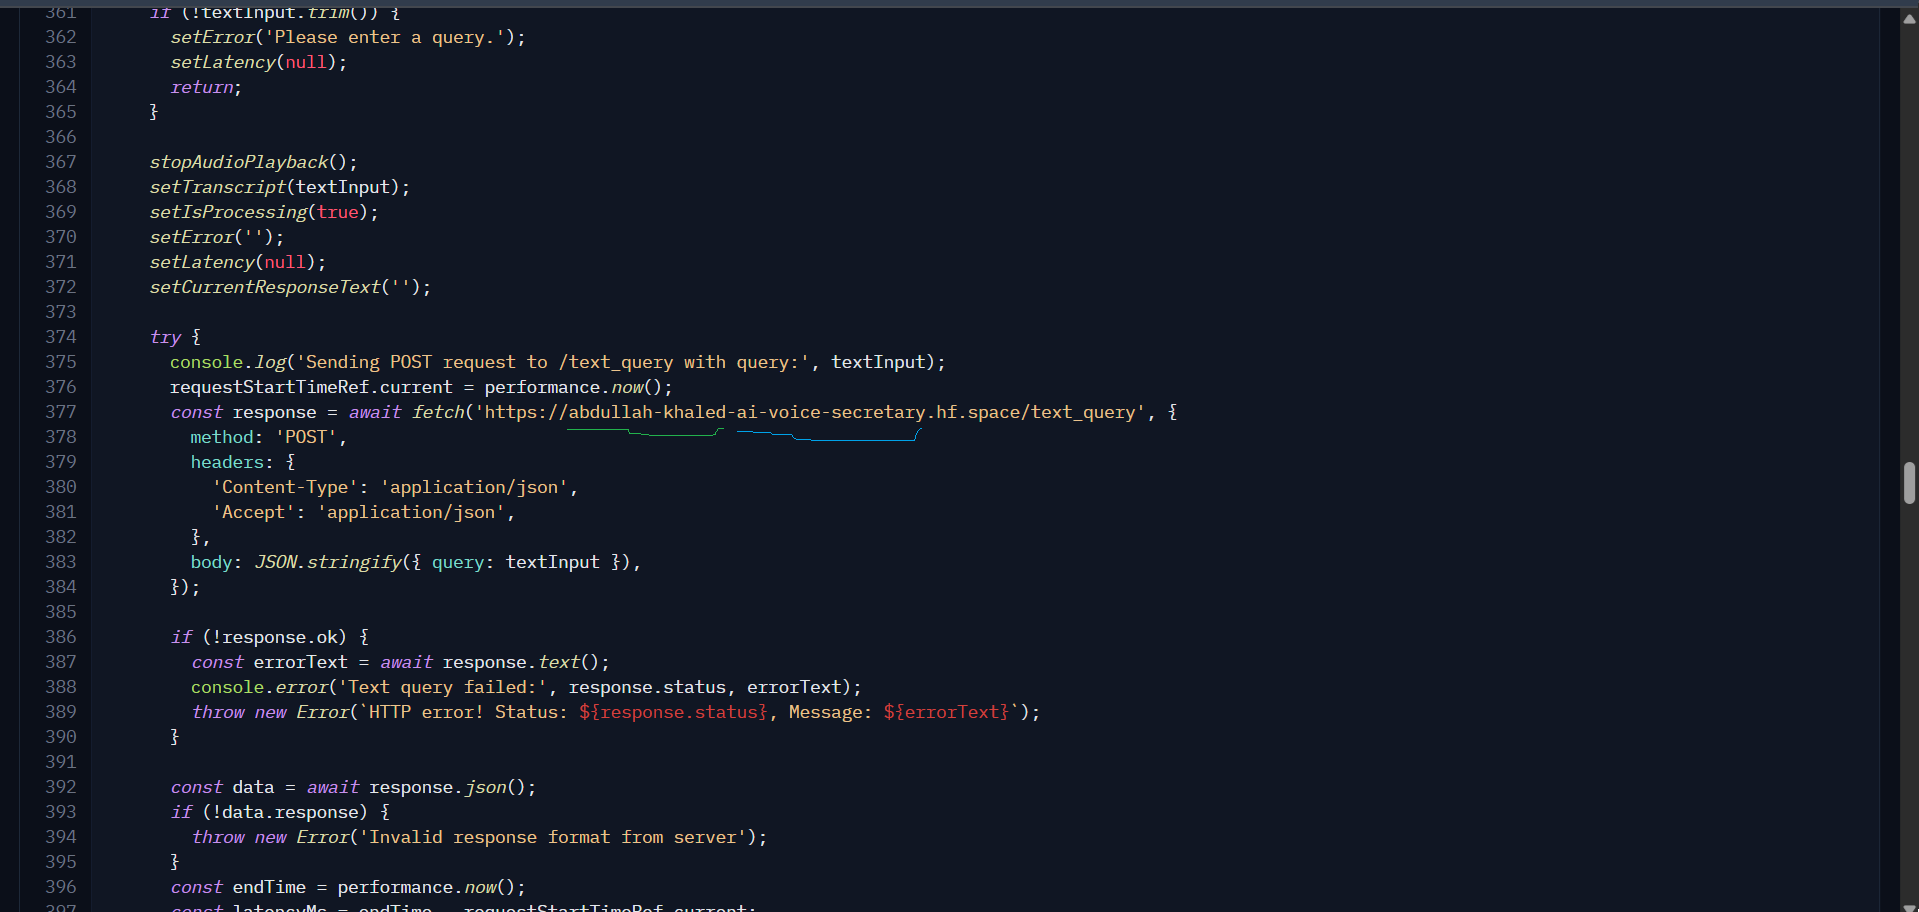 361 if (!textInput.trim()) {
362 setError('Please enter a query.');
363 setLatency(null);
364 return;
365 }
366
367 stopAudioPlayback();
368 setTranscript(textInput);
369 setIsProcessing(true);
370 setError('');
371 setLatency(null);
372 setCurrentResponseText('');
373
374 try {
375 console.log('Sending POST request to /text_query with query:', textInput);
376 requestStartTimeRef.current = performance.now();
377 const response = await fetch('https://abdullah-khaled-ai-voice-secretary.hf.space/text_query', {
378 method: 'POST',
379 headers: {
380 'Content-Type': 'application/json',
381 'Accept': 'application/json',
382 },
383 body: JSON.stringify({ query: textInput }),
384 });
385
386 if (!response.ok) {
387 const errorText = await response.text();
388 console.error('Text query failed:', response.status, errorText);
389 throw new Error(`HTTP error! Status: ${response.status}, Message: ${errorText}`);
390 }
391
392 const data = await response.json();
393 if (!data.response) {
394 throw new Error('Invalid response format from server');
395 }
396 const endTime = performance.now();
397 const latencyMs = endTime - requestStartTimeRef.current;